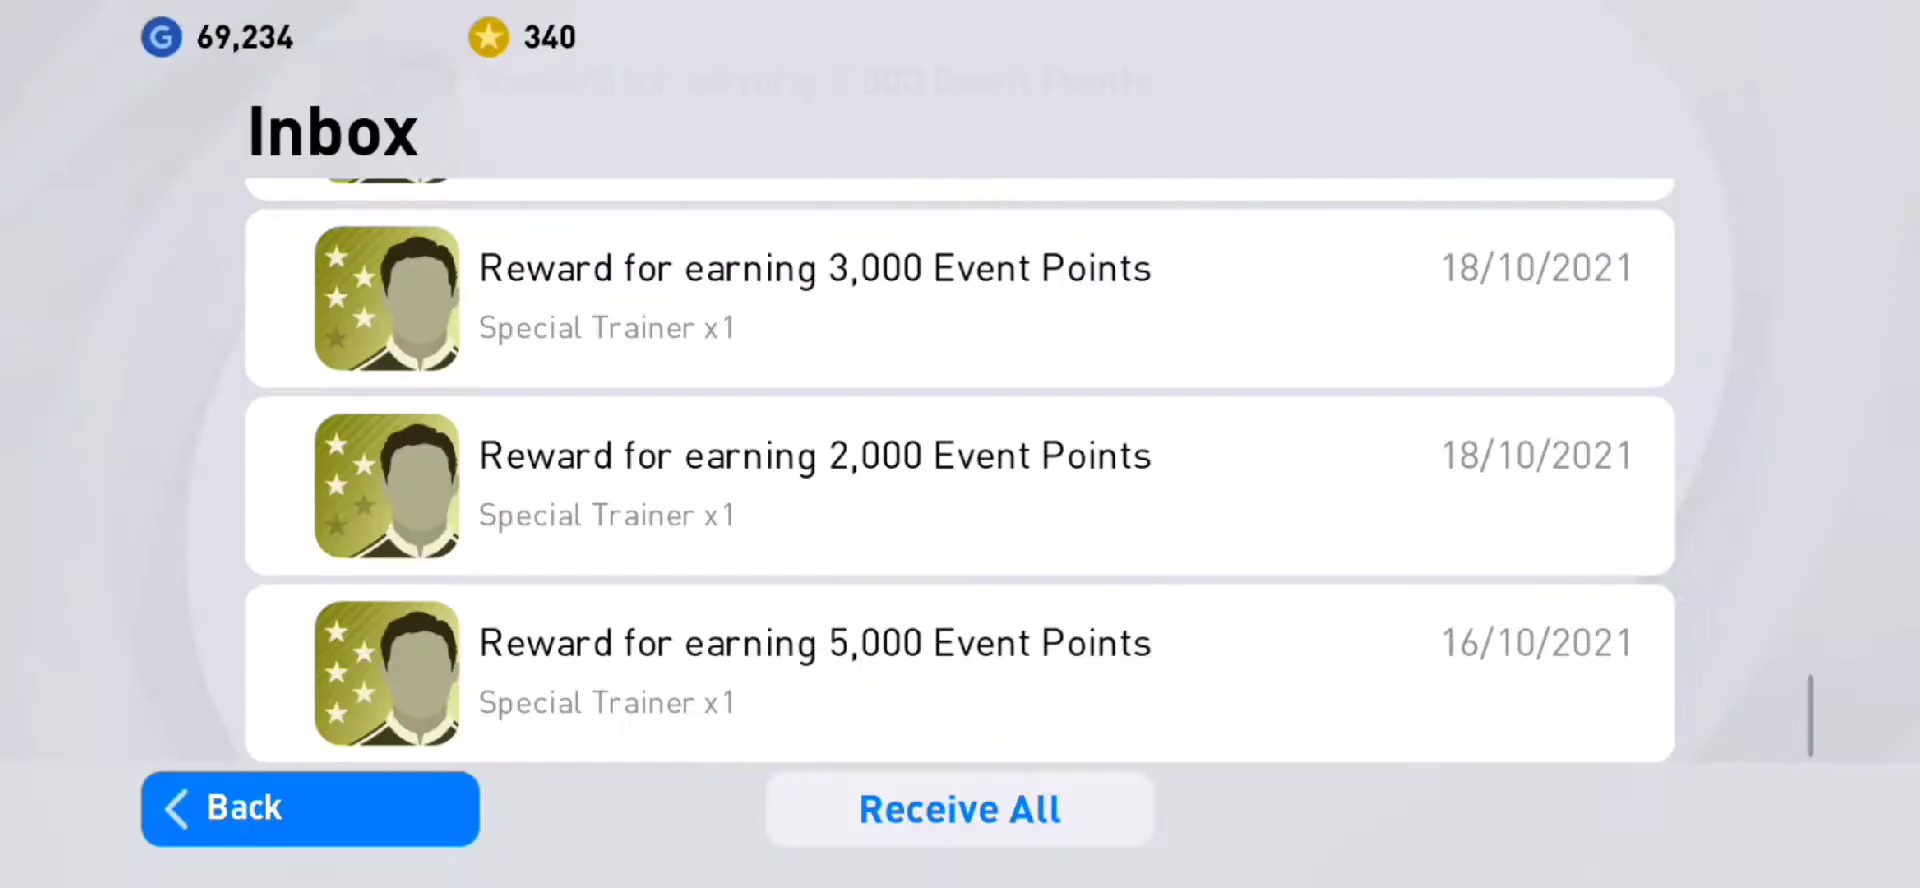 G 69,234
340
Inbox
Reward for earning 3,000 Event Points
18/10/2021
Special Trainer x1
Reward for earning 2,000 Event Points
18/10/2021
Special Trainer x1
Reward for earning 5,000 Event Points
16/10/2021
Special Trainer x1
Back
Receive All